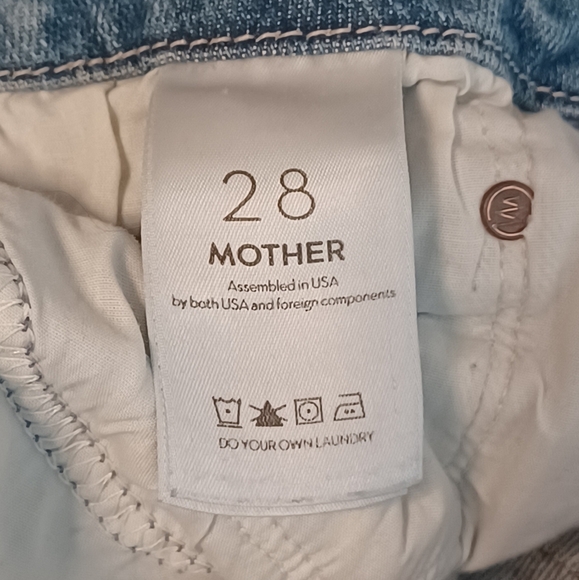 28
MOTHER
Assembled in USA
by both USA and foreign components
DO YOUR OWN LAUNDRY